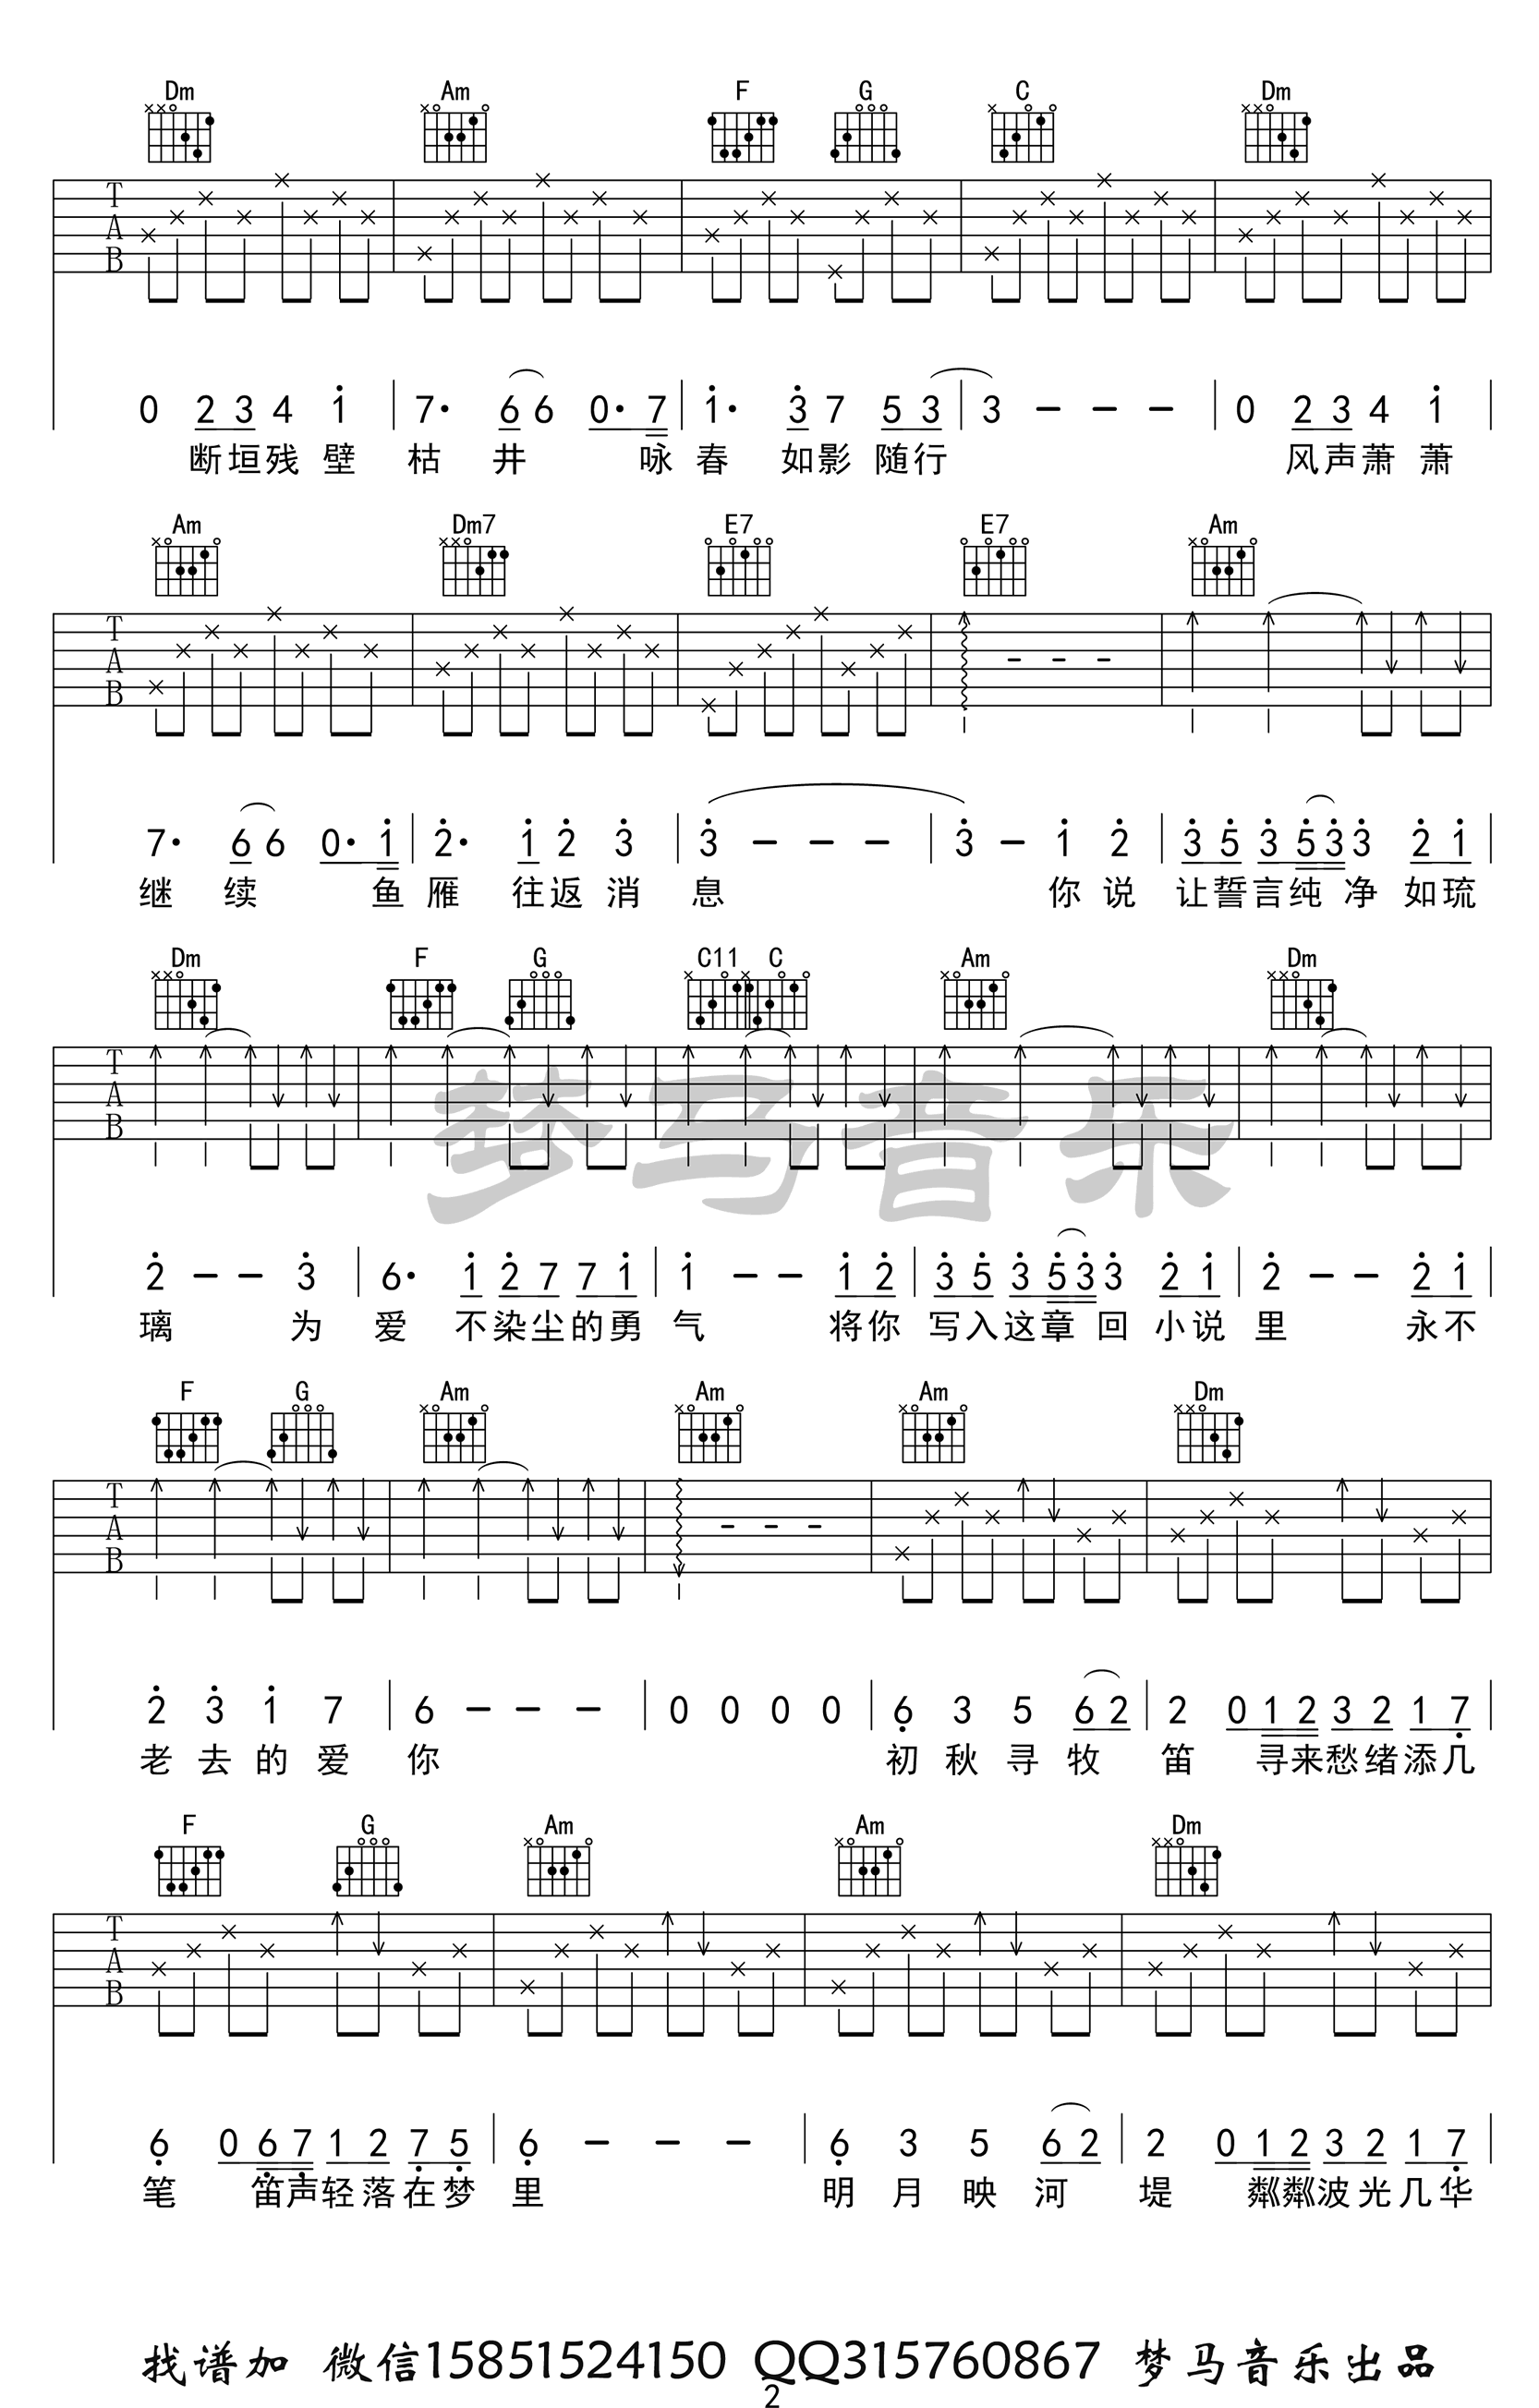 Dm Am F G C Dm
T
A
B
0 2 3 4 1 7· 6 6 0· 7 1· 3 7 5 3 3 — — — 0 2 3 4 1
断垣残 壁 枯 井 咏 春 如影 随行 风声萧 萧
Am Dm7 E7 E7 Am
T
A
B
7· 6 6 0· 1 2· 1 2 3 3 — — — 3 — 1 2 3 5 3 5 3 3 2 1
继 续 鱼 雁 往返 消 息 你 说 让誓言纯 净 如琉
Dm F G C11 C Am Dm
T
A
B
梦马音乐
2 — — 3 6· 1 2 7 7 1 1 — — 1 2 3 5 3 5 3 3 2 1 2 — — 2 1
璃 为 爱 不染尘的勇 气 将你 写入这章 回 小说 里 永不
F G Am Am Am Dm
T
A
B
2 3 1 7 6 — — — 0 0 0 0 6 3 5 6 2 2 0 1 2 3 2 1 7
老 去 的 爱 你 初 秋 寻 牧 笛 寻来愁绪添几
F G Am Am Dm
T
A
B
6 0 6 7 1 2 7 5 6 — — — 6 3 5 6 2 2 0 1 2 3 2 1 7
笔 笛声轻落在梦 里 明 月 映 河 堤 粼粼波光几华
找谱加 微信15851524150 QQ315760867 梦马音乐出品
2